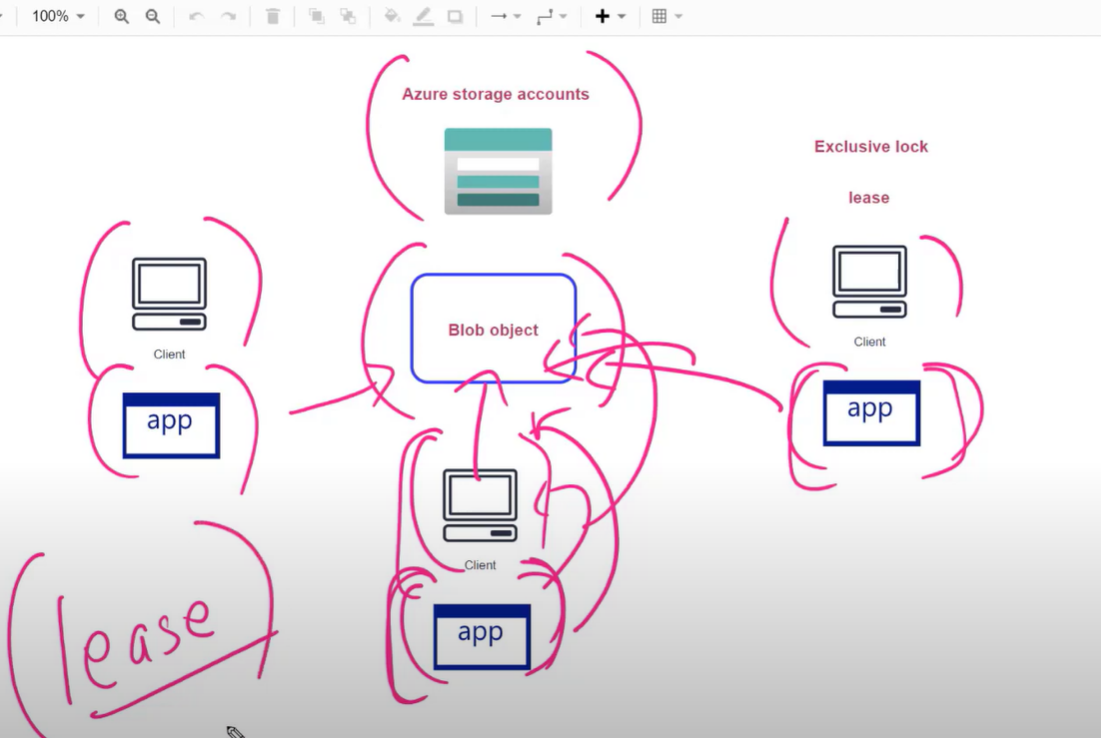 100%
Azure storage accounts
Exclusive lock
lease
Blob object
Client
Client
app
app
Client
app
lease